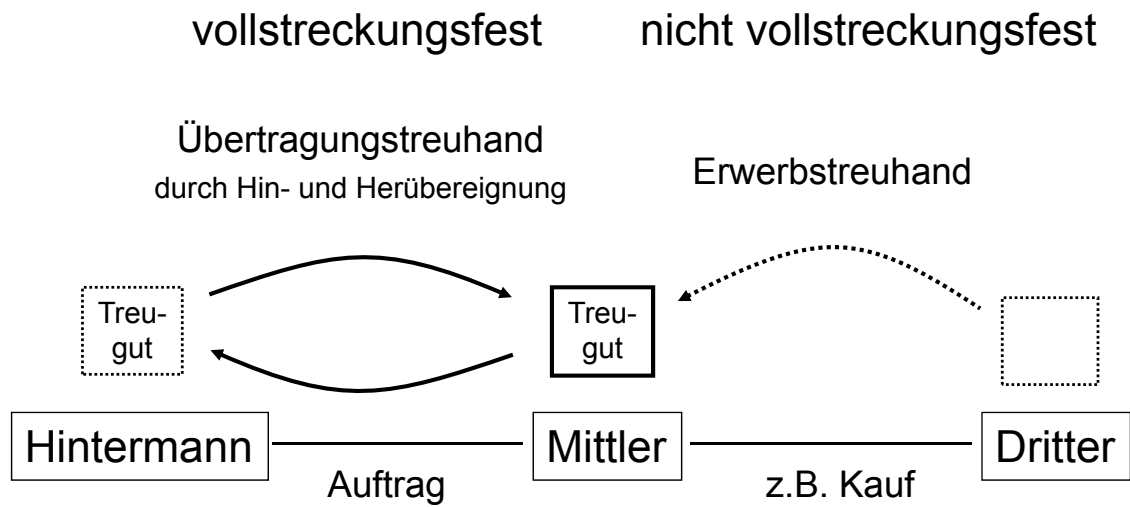 vollstreckungsfest
nicht vollstreckungsfest
Übertragungstreuhand
durch Hin- und Herübereignung
Erwerbstreuhand
Treu-
gut
Treu-
gut
Hintermann
Mittler
Dritter
Auftrag
z.B. Kauf